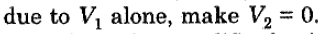 due to V₁ alone, make V₂ = 0.